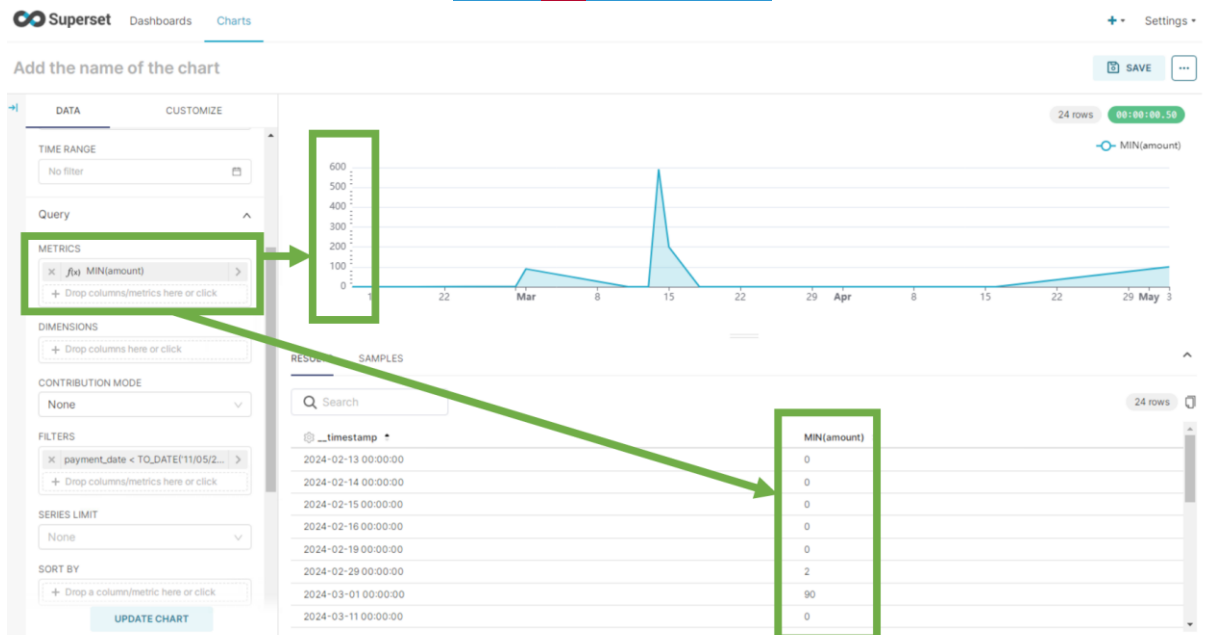 Superset Dashboards Charts
Settings
Add the name of the chart
SAVE
DATA CUSTOMIZE
24 rows 00:00:00.50
TIME RANGE
No filter
MIN(amount)
Query
METRICS
f(x) MIN(amount)
Drop columns/metrics here or click
600
500
400
300
200
100
0
22 Mar 8 15 22 29 Apr 8 15 22 29 May 3
DIMENSIONS
Drop columns here or click
CONTRIBUTION MODE
None
FILTERS
payment_date < TO_DATE('11/05/2...
Drop columns/metrics here or click
SERIES LIMIT
None
SORT BY
Drop a column/metric here or click
UPDATE CHART
SAMPLES
Search
24 rows
__timestamp MIN(amount)
2024-02-13 00:00:00 0
2024-02-14 00:00:00 0
2024-02-15 00:00:00 0
2024-02-16 00:00:00 0
2024-02-19 00:00:00 0
2024-02-29 00:00:00 2
2024-03-01 00:00:00 90
2024-03-11 00:00:00 0